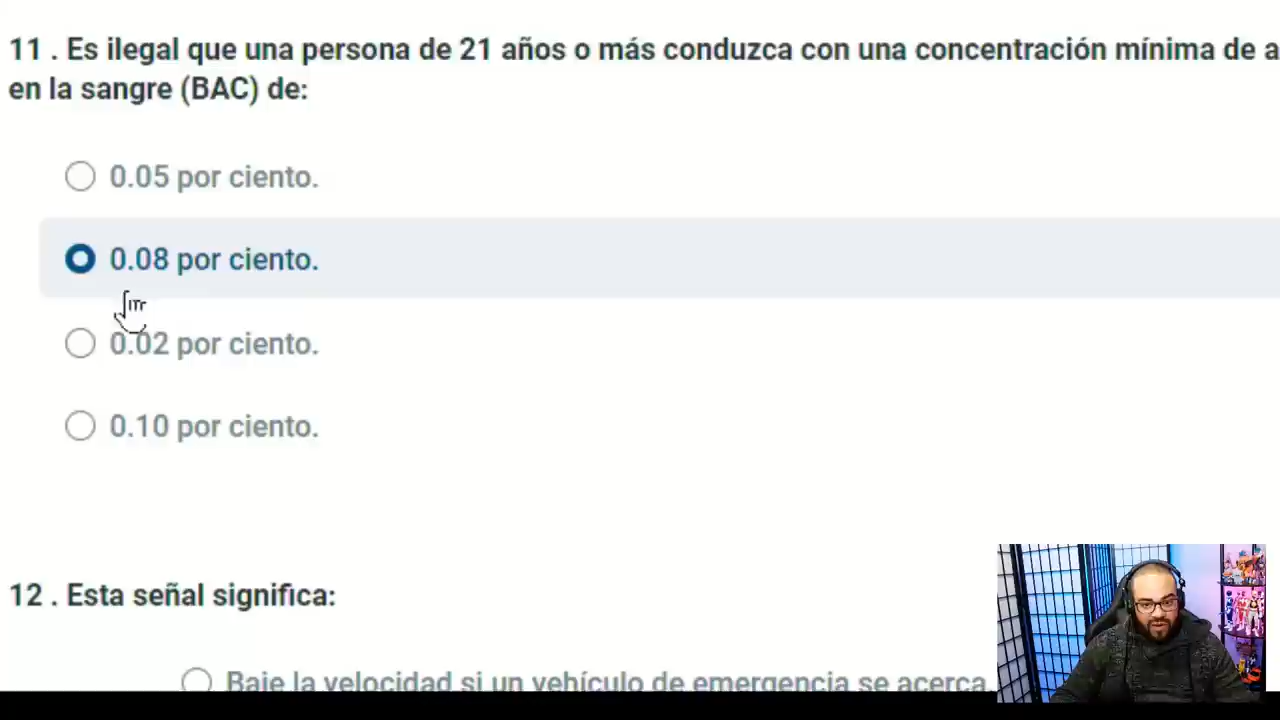 11 . Es ilegal que una persona de 21 años o más conduzca con una concentración mínima de a
en la sangre (BAC) de:
0.05 por ciento.
0.08 por ciento.
0.02 por ciento.
0.10 por ciento.
12 . Esta señal significa:
Baje la velocidad si un vehículo de emergencia se acerca.